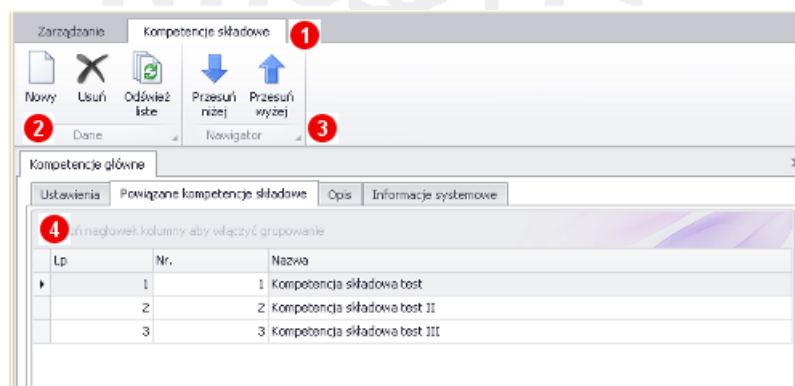 Zarządzanie Kompetencje składowe 1
Nowy Usuń Odśwież liste Przesuń niżej Przesuń wyżej
2 Dane Nawigator 3
Kompetencje główne
Ustawienia Powiązane kompetencje składowe Opis Informacje systemowe
4 nagłowek kolumny aby włączyć grupowanie
Lp Nr. Nazwa
1 1 Kompetencja składowa test
2 2 Kompetencja składowa test II
3 3 Kompetencja składowa test III